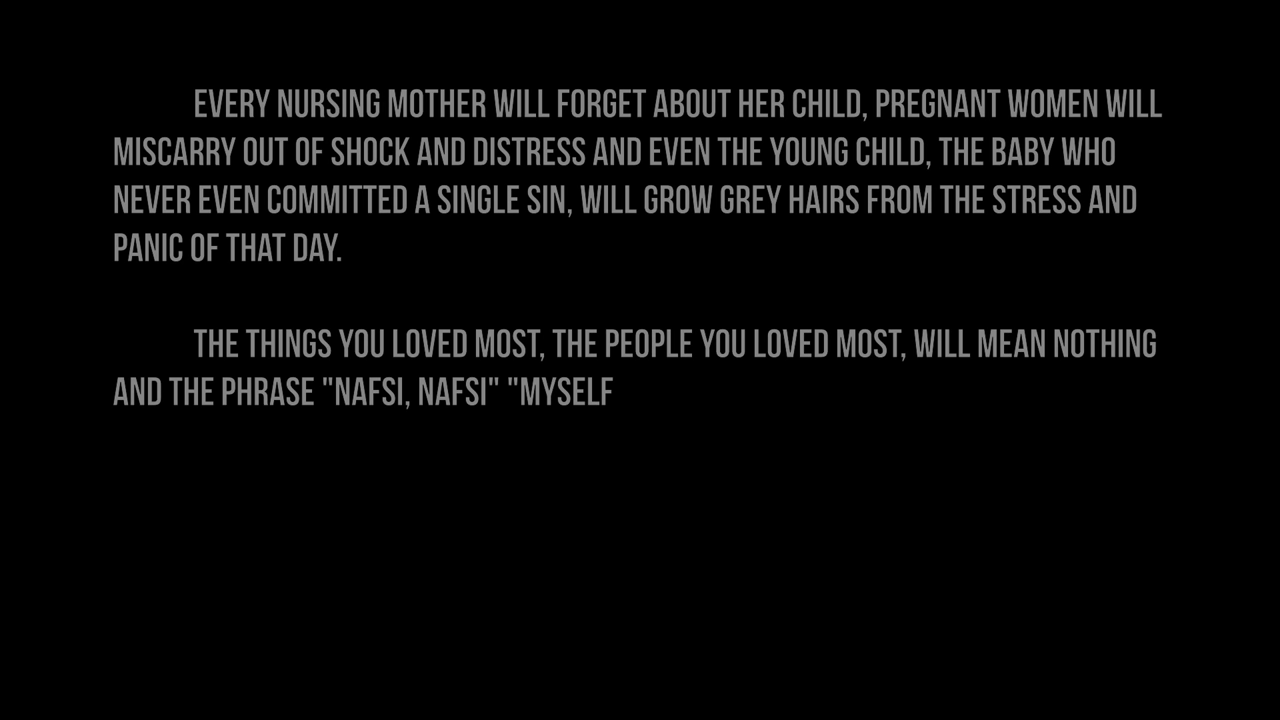 EVERY NURSING MOTHER WILL FORGET ABOUT HER CHILD, PREGNANT WOMEN WILL
MISCARRY OUT OF SHOCK AND DISTRESS AND EVEN THE YOUNG CHILD, THE BABY WHO
NEVER EVEN COMMITTED A SINGLE SIN, WILL GROW GREY HAIRS FROM THE STRESS AND
PANIC OF THAT DAY.
THE THINGS YOU LOVED MOST, THE PEOPLE YOU LOVED MOST, WILL MEAN NOTHING
AND THE PHRASE "NAFSI, NAFSI" "MYSELF